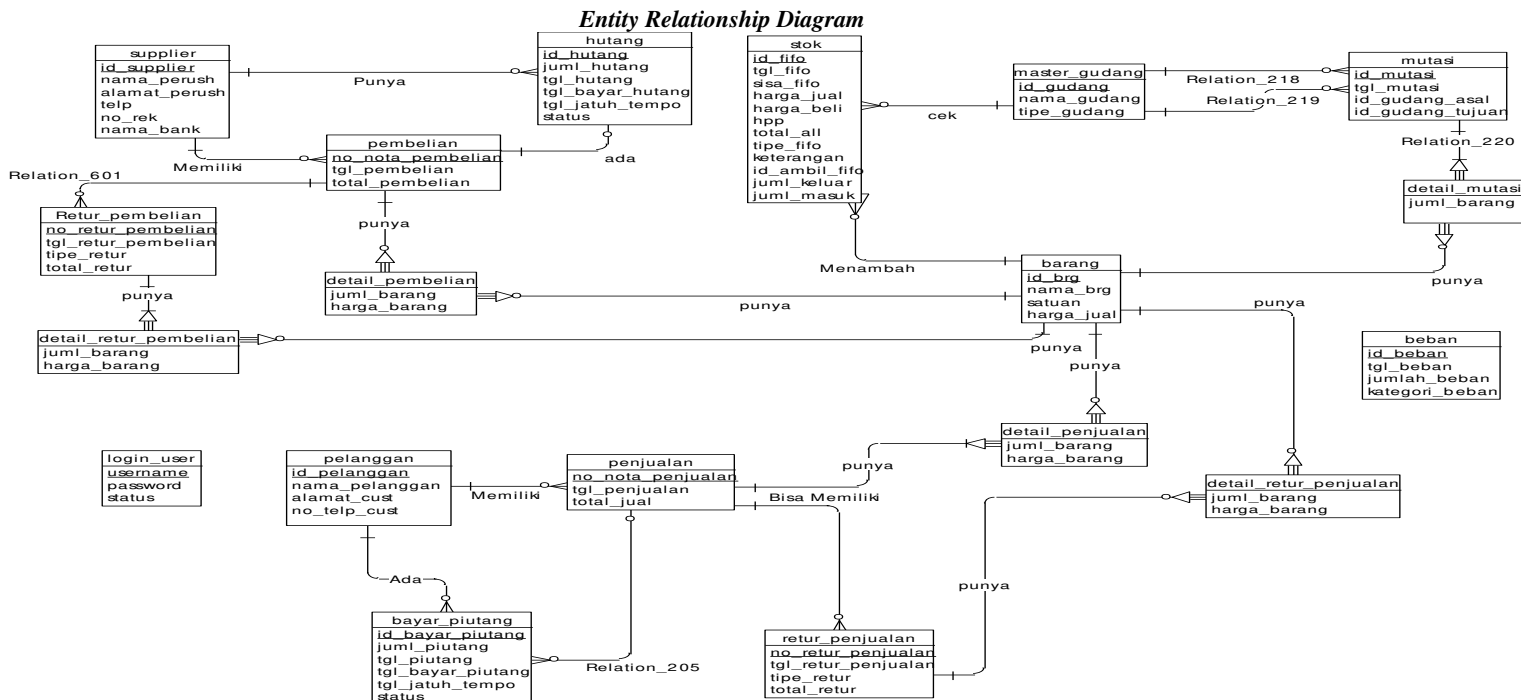 Entity Relationship Diagram
supplier
id_supplier
nama_perush
alamat_perush
telp
no_rek
nama_bank
Punya
hutang
id_hutang
juml_hutang
tgl_hutang
tgl_bayar_hutang
tgl_jatuh_tempo
status
stok
id_fifo
tgl_fifo
sisa_fifo
harga_jual
harga_beli
hpp
total_all
tipe_fifo
keterangan
id_ambil_fifo
juml_keluar
juml_masuk
cek
master_gudang
id_gudang
nama_gudang
tipe_gudang
Relation_218
Relation_219
mutasi
id_mutasi
tgl_mutasi
id_gudang_asal
id_gudang_tujuan
Relation_220
detail_mutasi
juml_barang
punya
Memiliki
pembelian
no_nota_pembelian
tgl_pembelian
total_pembelian
ada
Relation_601
Retur_pembelian
no_retur_pembelian
tgl_retur_pembelian
tipe_retur
total_retur
punya
punya
detail_pembelian
juml_barang
harga_barang
punya
Menambah
barang
id_brg
nama_brg
satuan
harga_jual
punya
detail_retur_pembelian
juml_barang
harga_barang
punya
punya
beban
id_beban
tgl_beban
jumlah_beban
kategori_beban
login_user
username
password
status
pelanggan
id_pelanggan
nama_pelanggan
alamat_cust
no_telp_cust
Memiliki
penjualan
no_nota_penjualan
tgl_penjualan
total_jual
punya
Bisa Memiliki
detail_penjualan
juml_barang
harga_barang
detail_retur_penjualan
juml_barang
harga_barang
punya
Ada
bayar_piutang
id_bayar_piutang
juml_piutang
tgl_piutang
tgl_bayar_piutang
tgl_jatuh_tempo
status
Relation_205
retur_penjualan
no_retur_penjualan
tgl_retur_penjualan
tipe_retur
total_retur